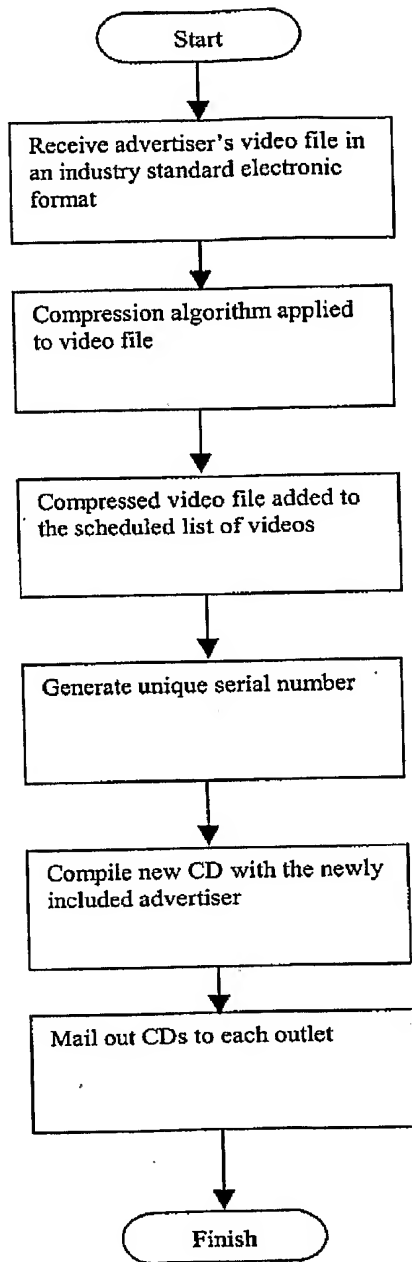 Start
Receive advertiser's video file in
an industry standard electronic
format
Compression algorithm applied
to video file
Compressed video file added to
the scheduled list of videos
Generate unique serial number
Compile new CD with the newly
included advertiser
Mail out CDs to each outlet
Finish